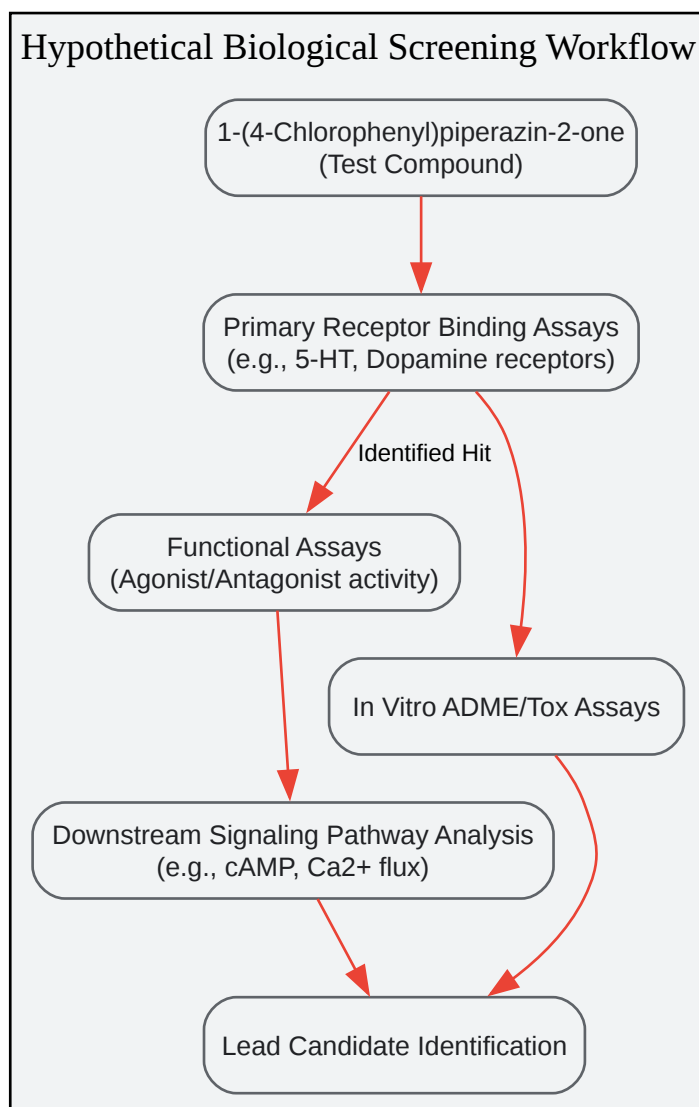 Hypothetical Biological Screening Workflow
1-(4-Chlorophenyl)piperazin-2-one
(Test Compound)
Primary Receptor Binding Assays
(e.g., 5-HT, Dopamine receptors)
Identified Hit
Functional Assays
(Agonist/Antagonist activity)
In Vitro ADME/Tox Assays
Downstream Signaling Pathway Analysis
(e.g., cAMP, Ca2+ flux)
Lead Candidate Identification